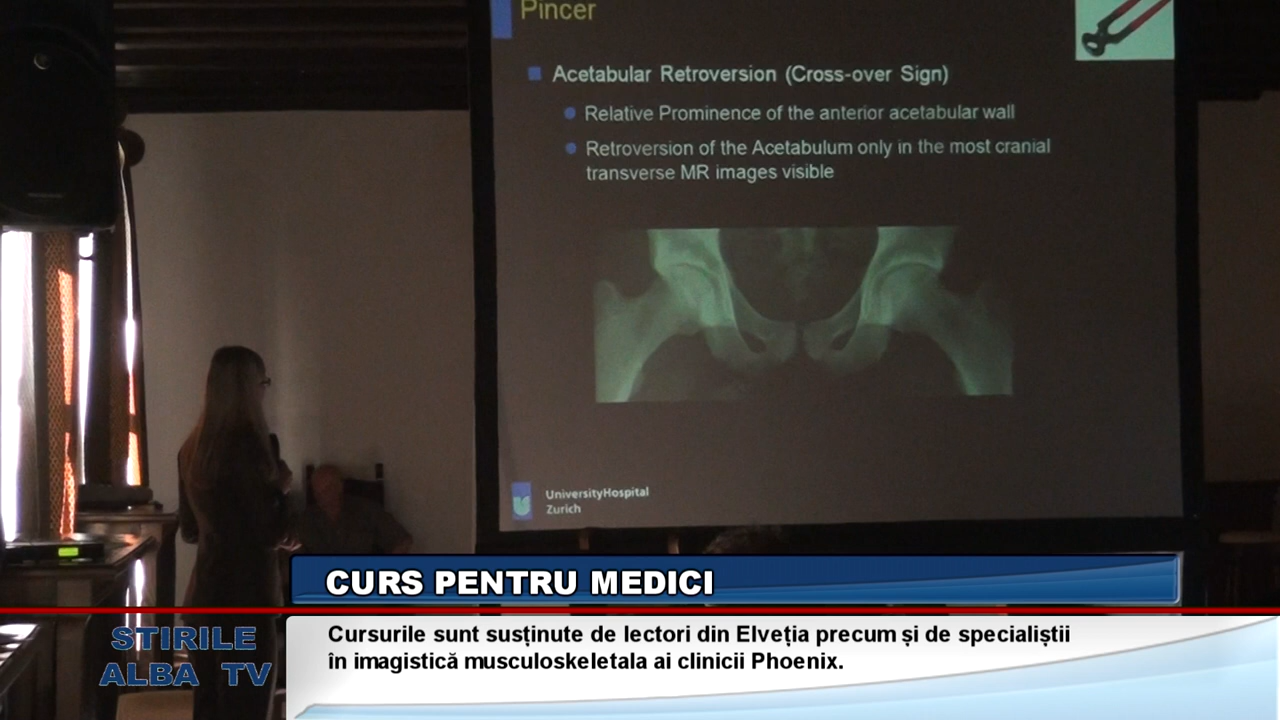 Pincer
Acetabular Retroversion (Cross-over Sign)
Relative Prominence of the anterior acetabular wall
Retroversion of the Acetabulum only in the most cranial
transverse MR images visible
UniversityHospital
Zurich
CURS PENTRU MEDICI
STIRILE
ALBA TV
Cursurile sunt susținute de lectori din Elveția precum și de specialiștii
în imagistică musculoskeletala ai clinicii Phoenix.